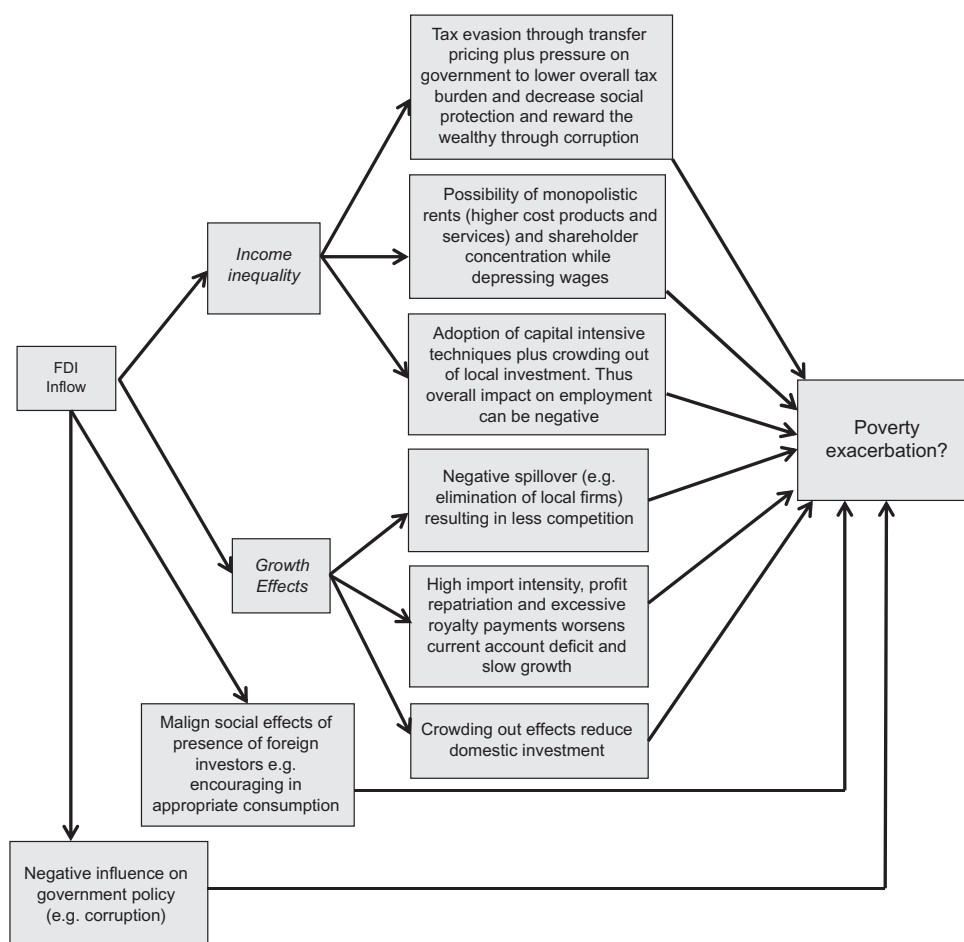 Tax evasion through transfer
pricing plus pressure on
government to lower overall tax
burden and decrease social
protection and reward the
wealthy through corruption
Possibility of monopolistic
rents (higher cost products and
services) and shareholder
concentration while
depressing wages
Income
inequality
Adoption of capital intensive
techniques plus crowding out
of local investment. Thus
overall impact on employment
can be negative
FDI
Inflow
Poverty
exacerbation?
Negative spillover (e.g.
elimination of local firms)
resulting in less competition
Growth
Effects
High import intensity, profit
repatriation and excessive
royalty payments worsens
current account deficit and
slow growth
Crowding out effects reduce
domestic investment
Malign social effects of
presence of foreign
investors e.g.
encouraging in
appropriate consumption
Negative influence on
government policy
(e.g. corruption)